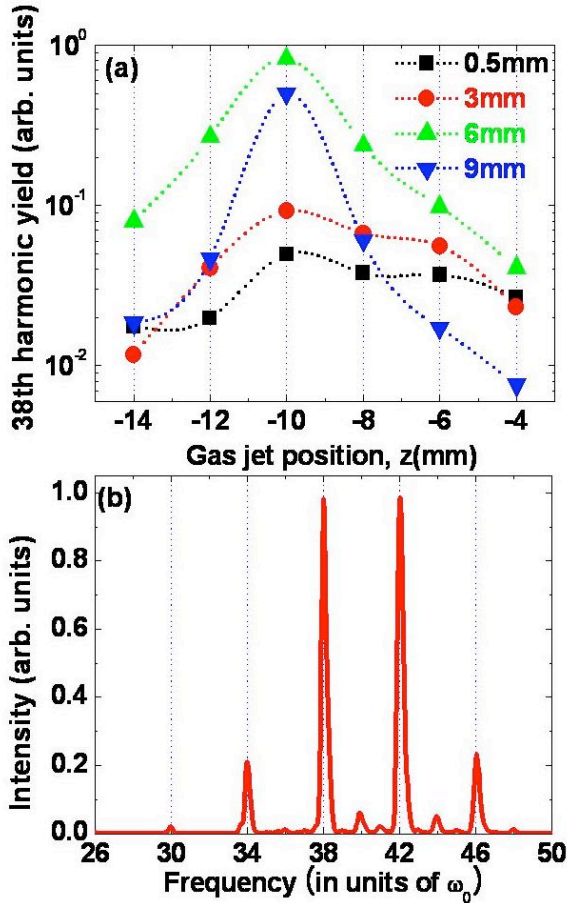 (a)
0.5mm
3mm
6mm
9mm
38th harmonic yield (arb. units)
10⁰
10⁻¹
10⁻²
-14 -12 -10 -8 -6 -4
Gas jet position, z(mm)
(b)
Intensity (arb. units)
1.0
0.8
0.6
0.4
0.2
0.0
26 30 34 38 42 46 50
Frequency (in units of ω₀)